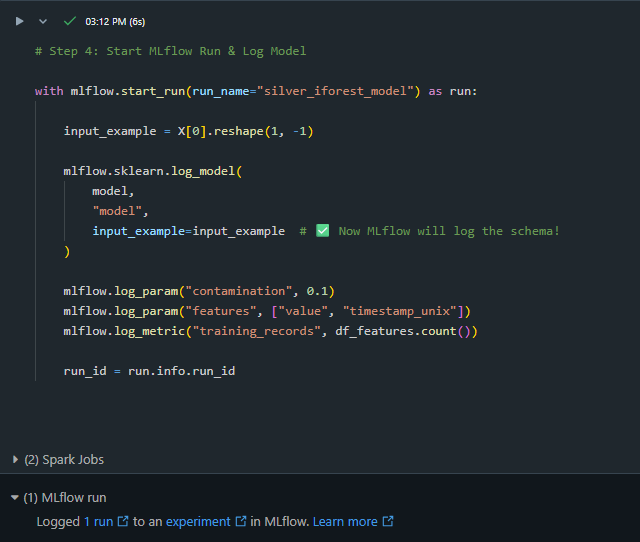 03:12 PM (6s)
# Step 4: Start MLflow Run & Log Model
with mlflow.start_run(run_name="silver_iforest_model") as run:
input_example = X[0].reshape(1, -1)
mlflow.sklearn.log_model(
model,
"model",
input_example=input_example  # ✅ Now MLflow will log the schema!
)
mlflow.log_param("contamination", 0.1)
mlflow.log_param("features", ["value", "timestamp_unix"])
mlflow.log_metric("training_records", df_features.count())
run_id = run.info.run_id
(2) Spark Jobs
(1) MLflow run
Logged 1 run to an experiment in MLflow. Learn more